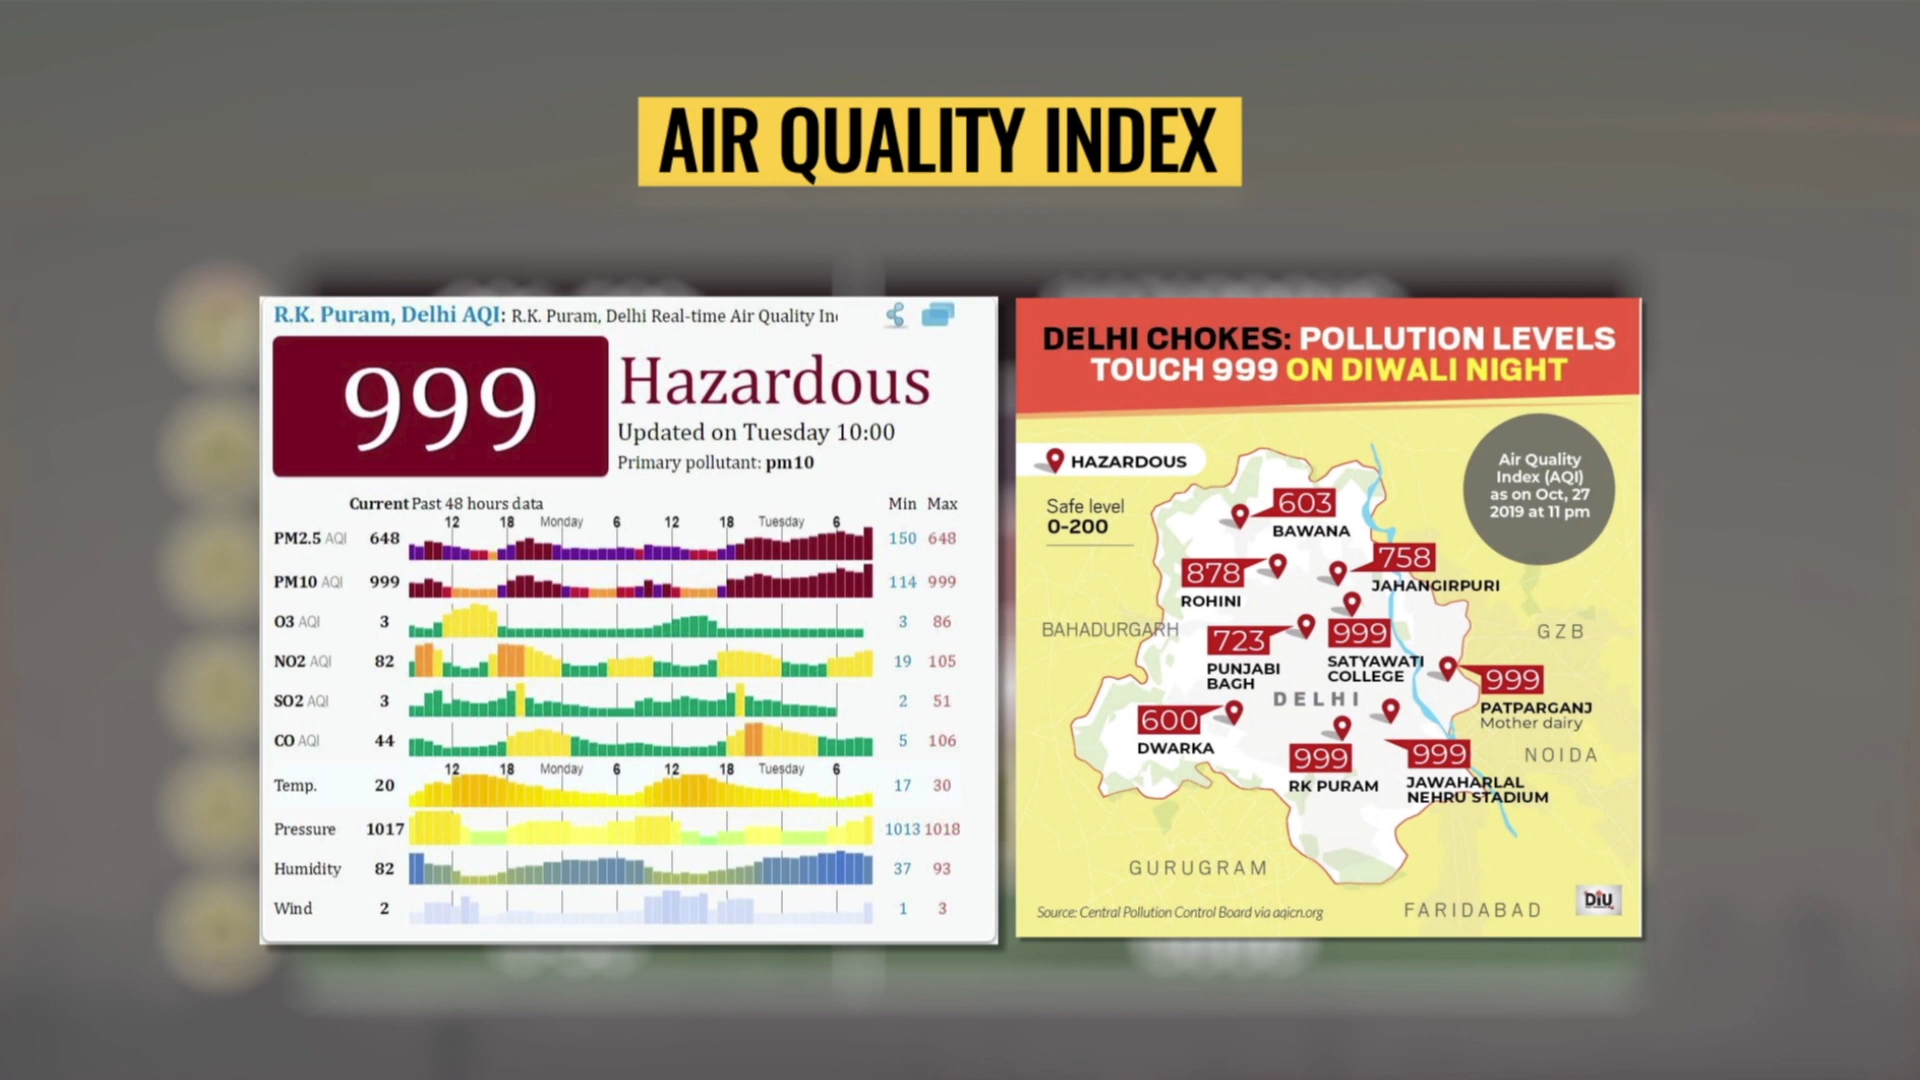 AIR QUALITY INDEX
R.K. Puram, Delhi AQI: R.K. Puram, Delhi Real-time Air Quality In
999
Hazardous
Updated on Tuesday 10:00
Primary pollutant: pm10
Current Past 48 hours data Min Max
12 18 Monday 6 12 18 Tuesday 6
PM2.5 AQI 648 150 648
PM10 AQI 999 114 999
O3 AQI 3 3 86
NO2 AQI 82 19 105
SO2 AQI 3 2 51
CO AQI 44 5 106
12 18 Monday 6 12 18 Tuesday 6
Temp. 20 17 30
Pressure 1017 1013 1018
Humidity 82 37 93
Wind 2 1 3
DELHI CHOKES: POLLUTION LEVELS
TOUCH 999 ON DIWALI NIGHT
HAZARDOUS
Safe level
0-200
Air Quality
Index (AQI)
as on Oct, 27
2019 at 11 pm
603
BAWANA
758
JAHANGIRPURI
878
ROHINI
BAHADURGARH
GZB
723
PUNJABI
BAGH
999
SATYAWATI
COLLEGE
DELHI
999
PATPARGANJ
Mother dairy
600
DWARKA
NOIDA
999
RK PURAM
999
JAWAHARLAL
NEHRU STADIUM
GURUGRAM
FARIDABAD
Source: Central Pollution Control Board via aqicn.org
DIU